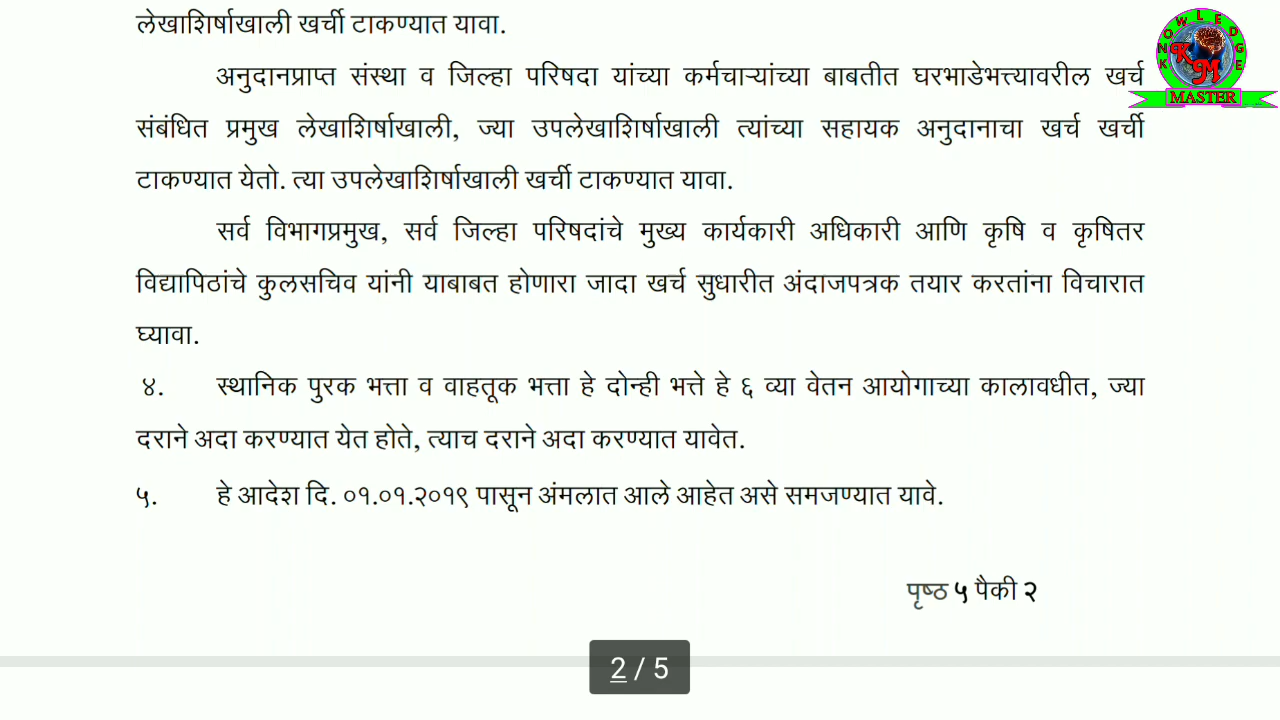 लेखाशिर्षाखाली खर्ची टाकण्यात यावा.
अनुदानप्राप्त संस्था व जिल्हा परिषदा यांच्या कर्मचाऱ्यांच्या बाबतीत घरभाडेभत्त्यावरील खर्च
संबंधित प्रमुख लेखाशिर्षाखाली, ज्या उपलेखाशिर्षाखाली त्यांच्या सहायक अनुदानाचा खर्च खर्ची
टाकण्यात येतो. त्या उपलेखाशिर्षाखाली खर्ची टाकण्यात यावा.
सर्व विभागप्रमुख, सर्व जिल्हा परिषदांचे मुख्य कार्यकारी अधिकारी आणि कृषि व कृषितर
विद्यापिठांचे कुलसचिव यांनी याबाबत होणारा जादा खर्च सुधारीत अंदाजपत्रक तयार करतांना विचारात
घ्यावा.
४. स्थानिक पुरक भत्ता व वाहतूक भत्ता हे दोन्ही भत्ते हे ६ व्या वेतन आयोगाच्या कालावधीत, ज्या
दराने अदा करण्यात येत होते, त्याच दराने अदा करण्यात यावेत.
५. हे आदेश दि. ०१.०१.२०१९ पासून अंमलात आले आहेत असे समजण्यात यावे.
पृष्ठ ५ पैकी २
2 / 5
KNOWLEDGE
KM
MASTER